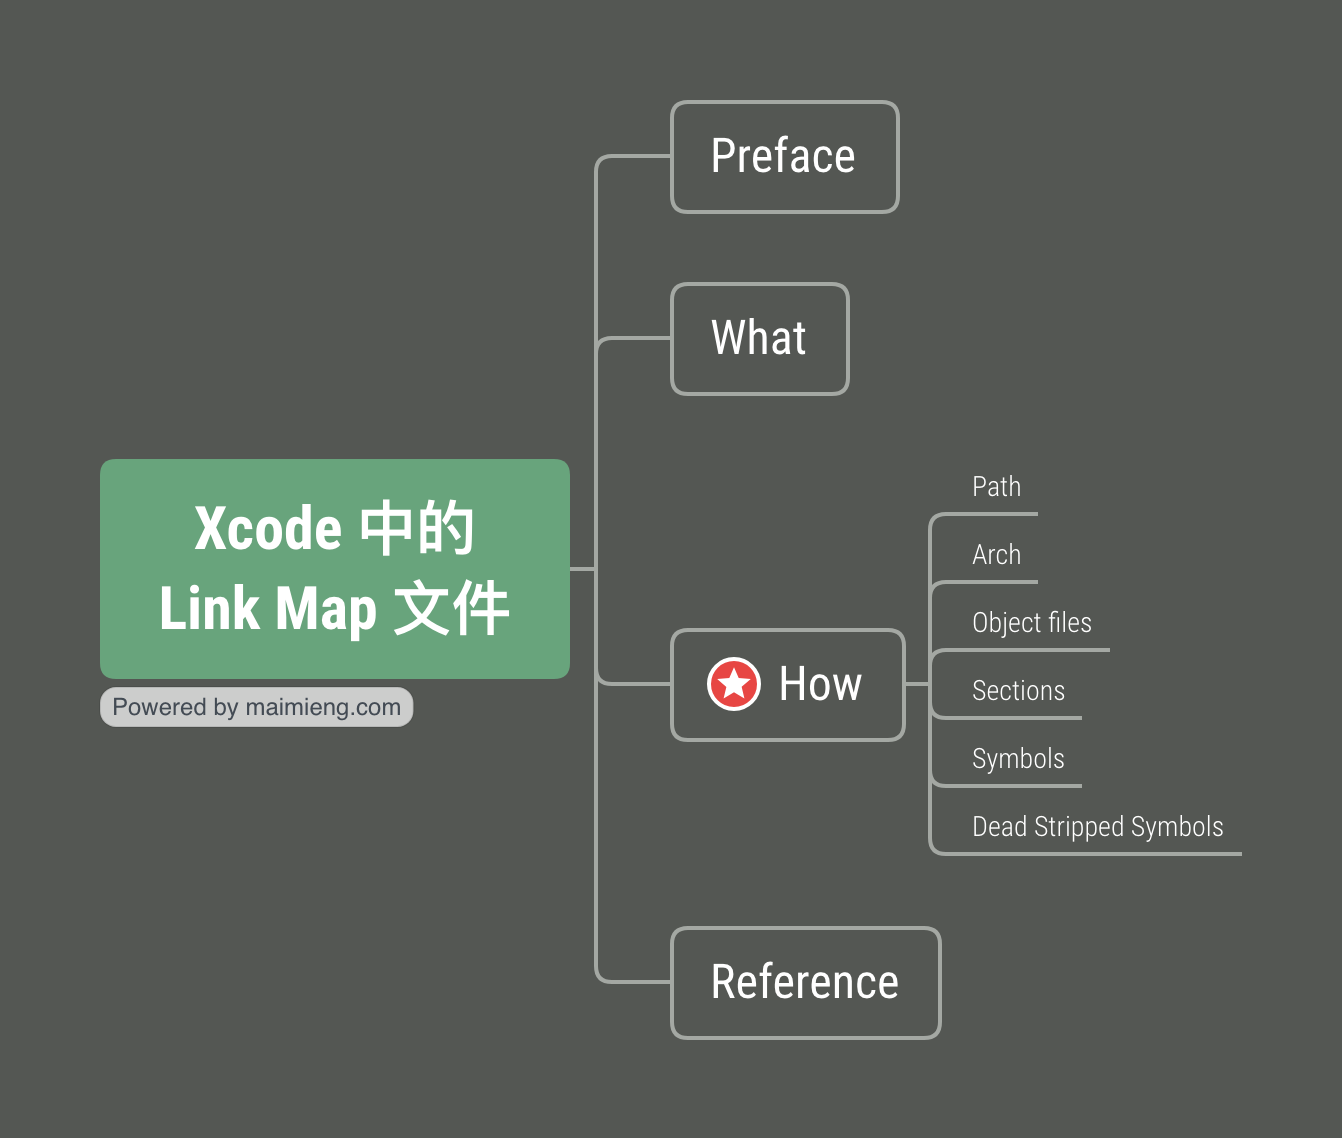 Preface
What
Xcode 中的
Link Map 文件
Powered by maimieng.com
How
Path
Arch
Object files
Sections
Symbols
Dead Stripped Symbols
Reference